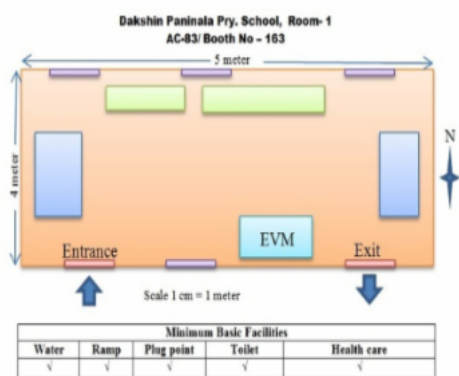 Dakshin Paninala Pry. School, Room- 1
AC-83/ Booth No – 163
5 meter
4 meter
N
EVM
Entrance
Exit
Scale 1 cm = 1 meter
Minimum Basic Facilities
Water Ramp Plug point Toilet Health care
√ √ √ √ √